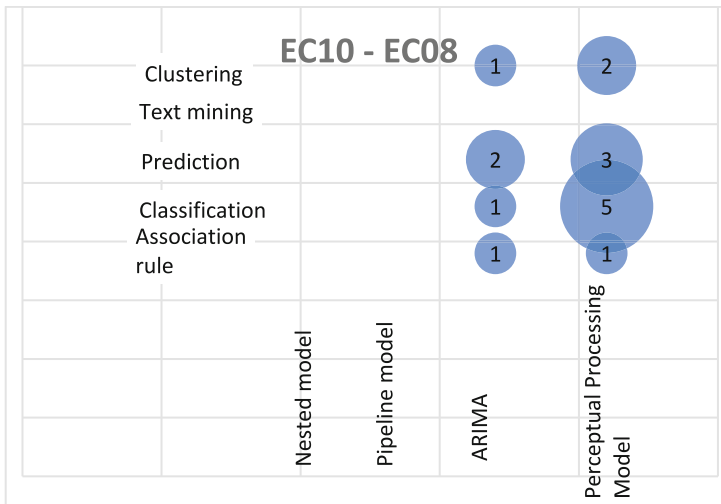 EC10 - EC08
Clustering 1 2
Text mining
Prediction 2 3
Classification 1 5
Association
rule 1 1
Nested model
Pipeline model
ARIMA
Perceptual Processing
Model